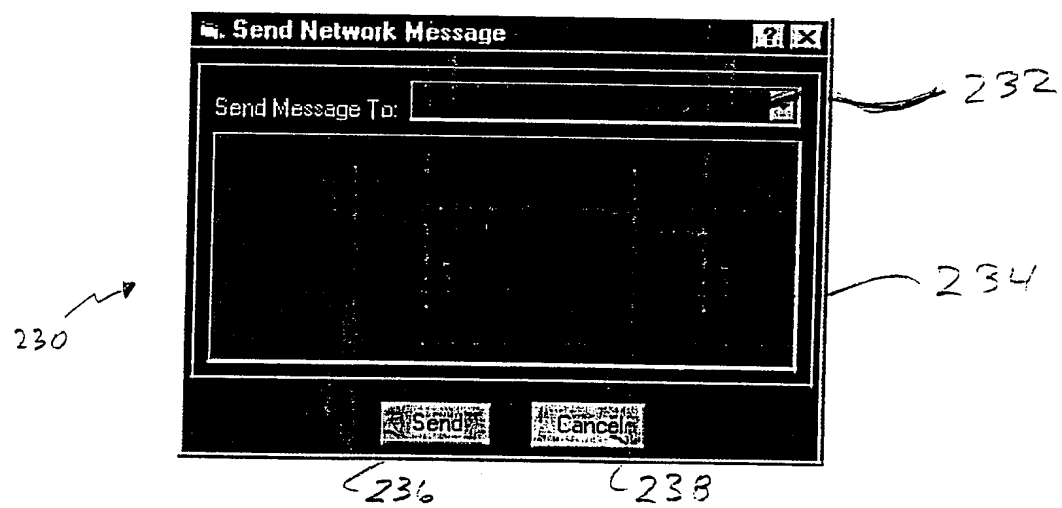 Send Network Message
232
Send Message To:
234
230
Send
Cancel
236
238